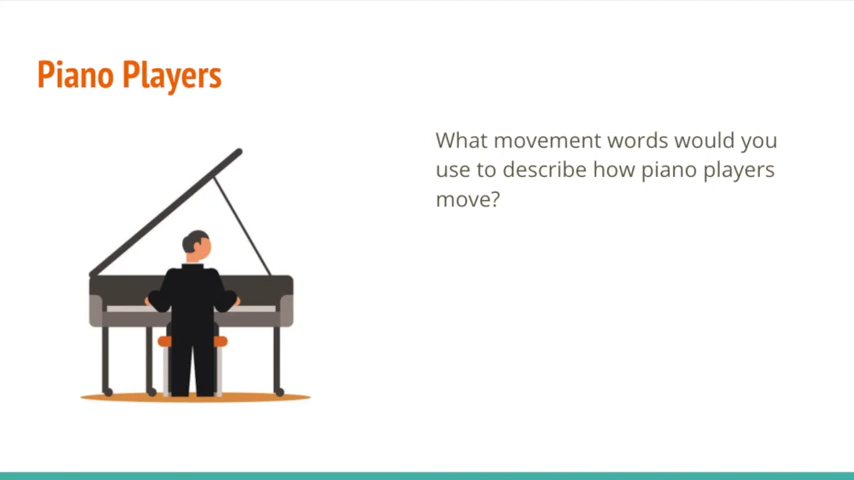 Piano Players
What movement words would you
use to describe how piano players
move?